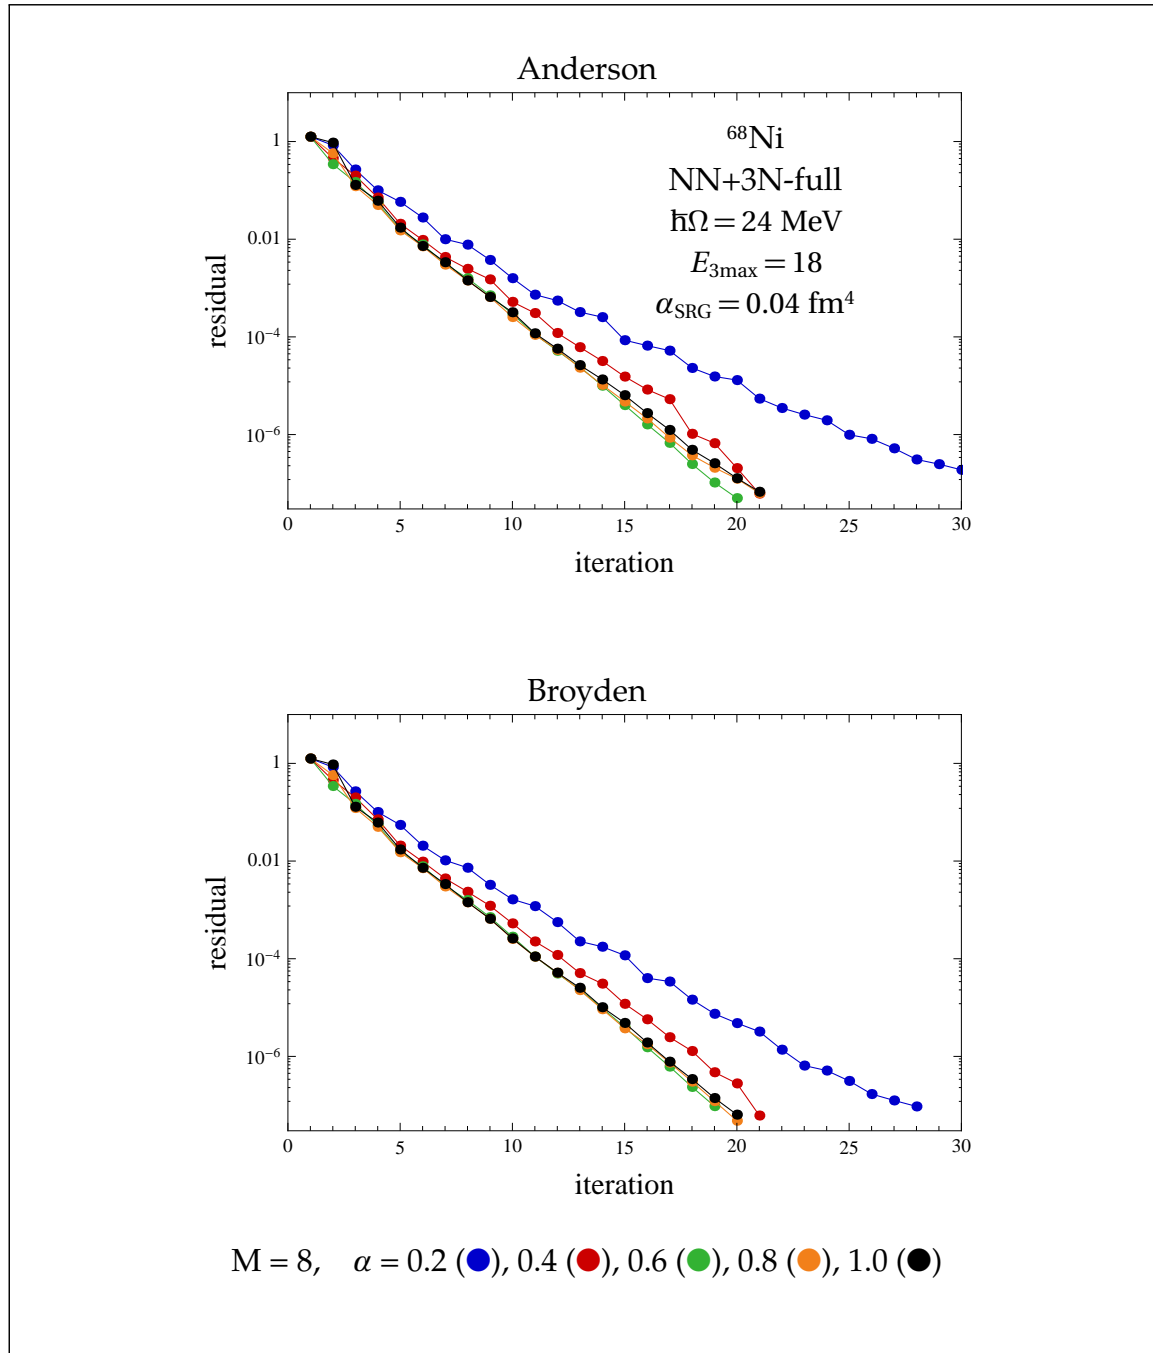 Anderson
⁶⁸Ni
NN+3N-full
ħΩ = 24 MeV
E₃ₘₐₓ = 18
α_SRG = 0.04 fm⁴
residual
1
0.01
10⁻⁴
10⁻⁶
0 5 10 15 20 25 30
iteration
Broyden
residual
1
0.01
10⁻⁴
10⁻⁶
0 5 10 15 20 25 30
iteration
M = 8, α = 0.2 (●), 0.4 (●), 0.6 (●), 0.8 (●), 1.0 (●)